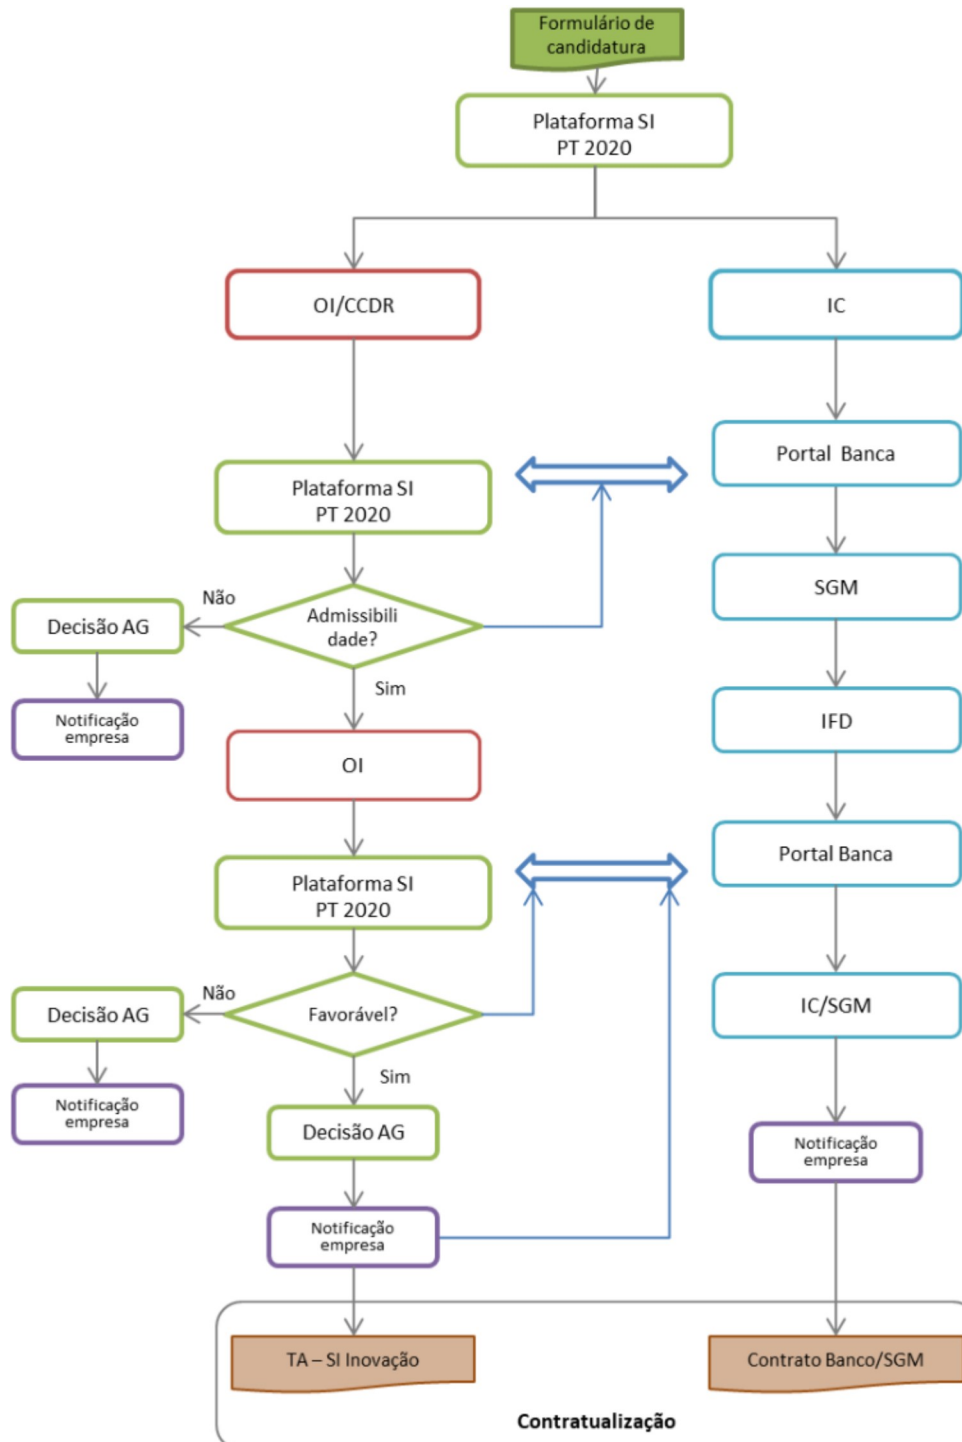 Formulário de
candidatura
Plataforma SI
PT 2020
OI/CCDR
IC
Portal Banca
Plataforma SI
PT 2020
SGM
Não
Admissibili
dade?
Decisão AG
Sim
Notificação
empresa
IFD
OI
Portal Banca
Plataforma SI
PT 2020
Não
Decisão AG
Favorável?
IC/SGM
Sim
Notificação
empresa
Decisão AG
Notificação
empresa
Notificação
empresa
TA – SI Inovação
Contrato Banco/SGM
Contratualização